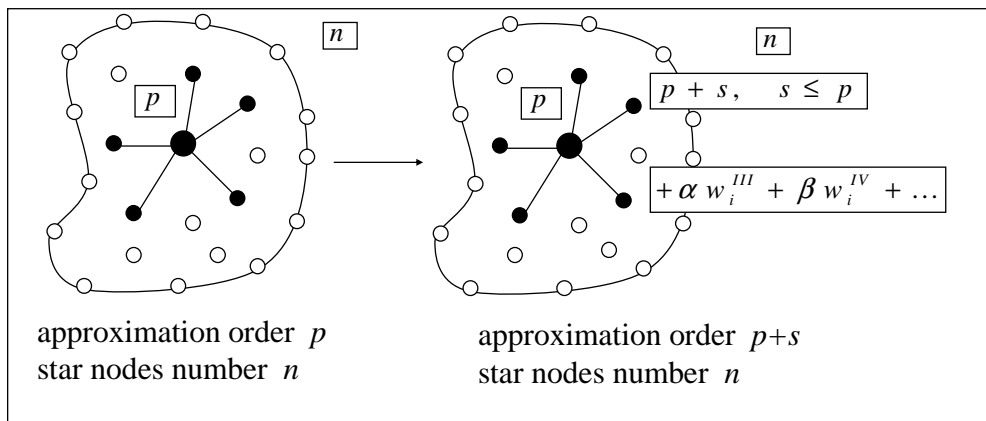 n
p
approximation order p
star nodes number n
n
p + s, s ≤ p
p
+ α w_i^{III} + β w_i^{IV} + …
approximation order p+s
star nodes number n